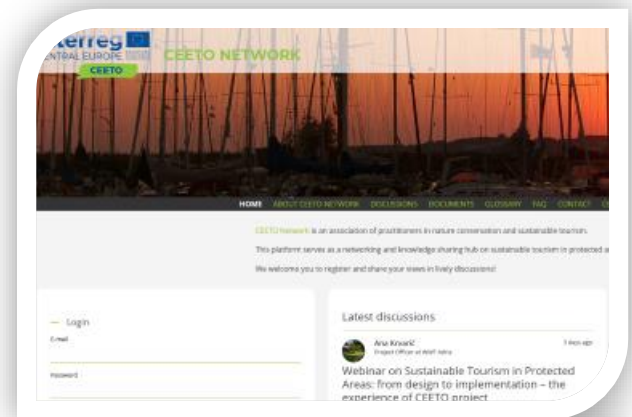 terreg
ENTRAL EUROPE
CEETO
CEETO NETWORK
HOME ABOUT CEETO NETWORK DISCUSSIONS DOCUMENTS GLOSSARY FAQ CONTACT
CEETO Network is an association of practitioners in nature conservation and sustainable tourism.
This platform serves as a networking and knowledge sharing hub on sustainable tourism in protected
We welcome you to register and share your views in lively discussions!
Login
E-mail
Password
Latest discussions
Ana Krvarić
3 days ago
Project Officer at WWF Adria
Webinar on Sustainable Tourism in Protected
Areas: from design to implementation – the
experience of CEETO project